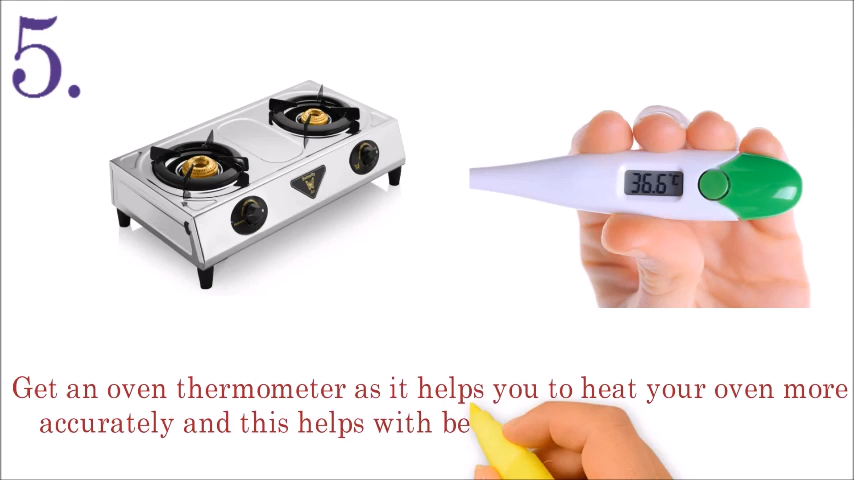 5.
36.6°C
Get an oven thermometer as it helps you to heat your oven more
accurately and this helps with be